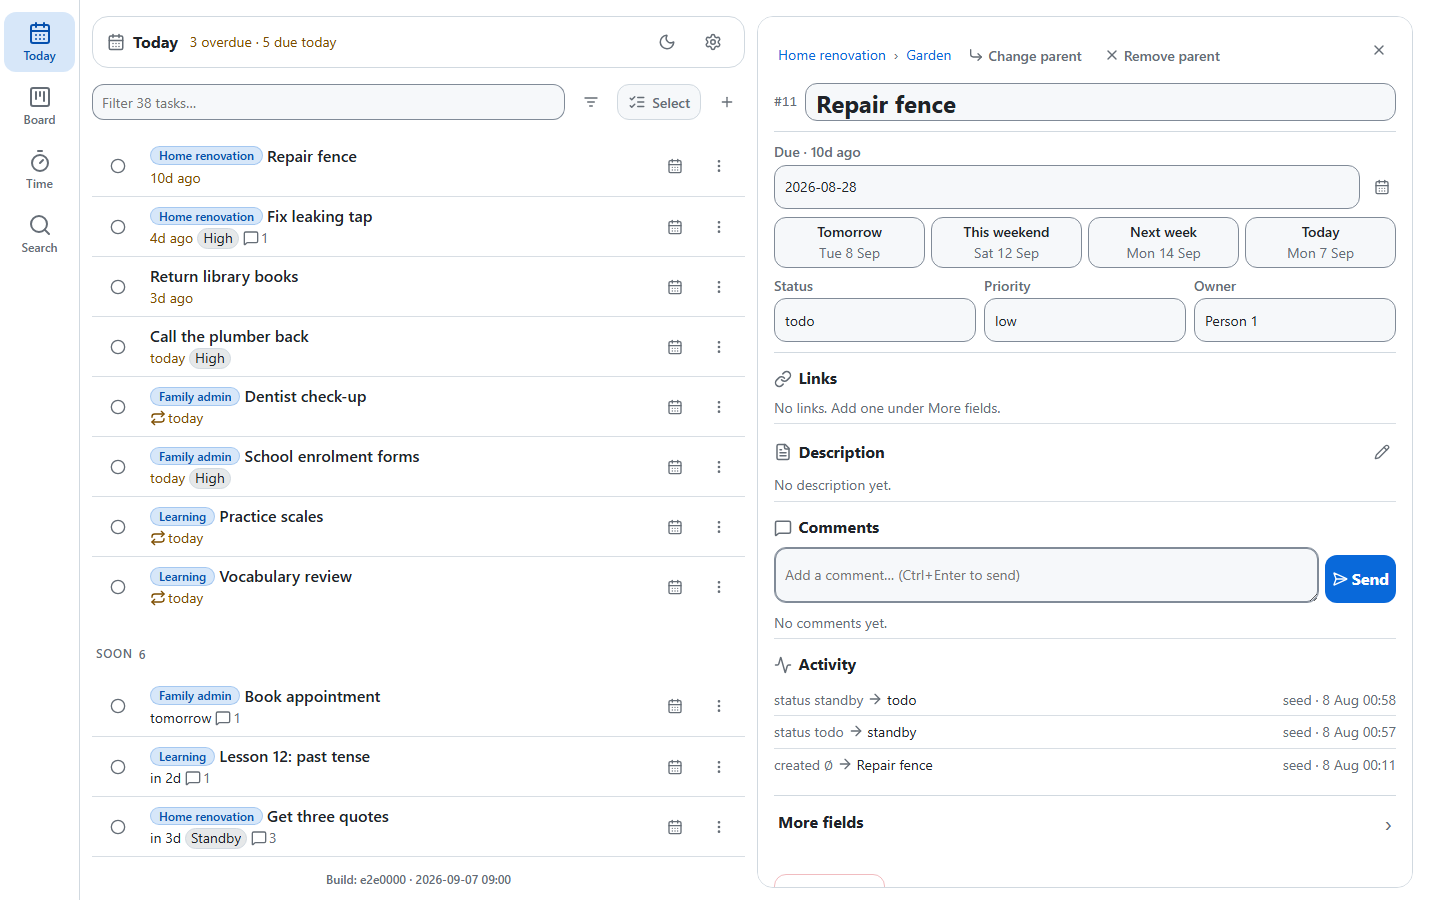 Today
Board
Time
Search
Today 3 overdue · 5 due today
Filter 38 tasks...
Select
Home renovation Repair fence
10d ago
Home renovation Fix leaking tap
4d ago High 1
Return library books
3d ago
Call the plumber back
today High
Family admin Dentist check-up
today
Family admin School enrolment forms
today High
Learning Practice scales
today
Learning Vocabulary review
today
SOON 6
Family admin Book appointment
tomorrow 1
Learning Lesson 12: past tense
in 2d 1
Home renovation Get three quotes
in 3d Standby 3
Build: e2e0000 · 2026-09-07 09:00
Home renovation › Garden Change parent Remove parent
#11 Repair fence
Due · 10d ago
2026-08-28
Tomorrow This weekend Next week Today
Tue 8 Sep Sat 12 Sep Mon 14 Sep Mon 7 Sep
Status Priority Owner
todo low Person 1
Links
No links. Add one under More fields.
Description
No description yet.
Comments
Add a comment... (Ctrl+Enter to send)
Send
No comments yet.
Activity
status standby → todo seed · 8 Aug 00:58
status todo → standby seed · 8 Aug 00:57
created ∅ → Repair fence seed · 8 Aug 00:11
More fields